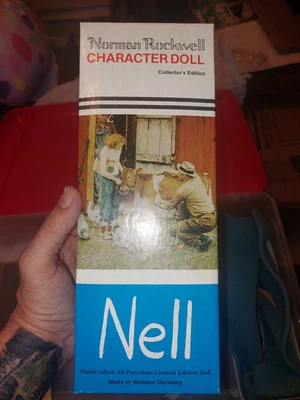 Norman Rockwell
CHARACTER DOLL
Collector's Edition
Nell
Handcrafted All Porcelain Limited Edition Doll
Made in Western Germany